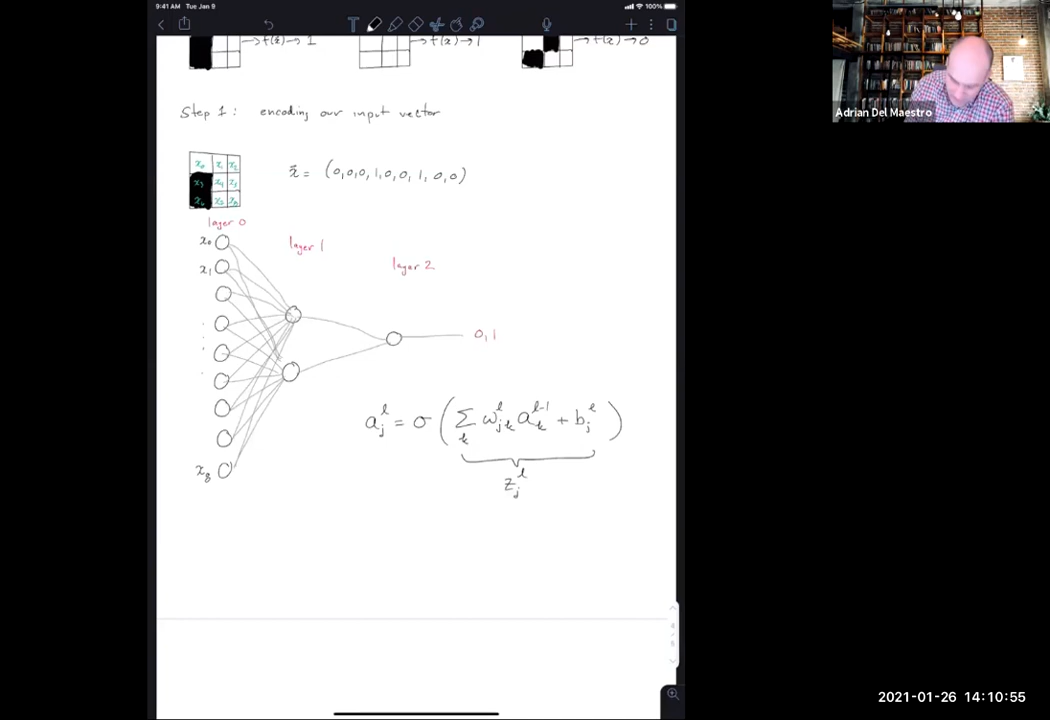 9:41 AM Tue Jan 9
100%
→f(x̄)→ 1
→f(x̄)→ 1
→f(x̄)→ 0
Adrian Del Maestro
Step 1: encoding our input vector
x₀ x₁ x₂
x₃ x₄ x₅
x₆ x₇ x₈
x̄ = (0,0,0,1,0,0,1,0,0)
layer 0
x₀
layer 1
x₁
layer 2
0,1
a_j^l = σ ( Σ_k w_jk^l a_k^{l-1} + b_j^l )
x₈
z_j^l
2021-01-26 14:10:55